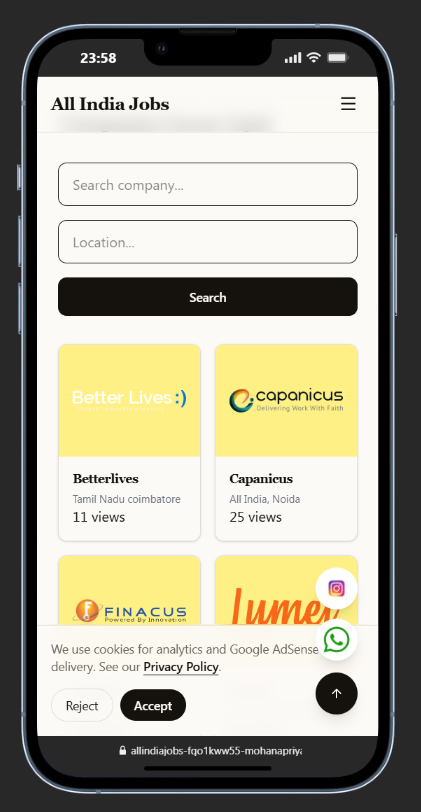 23:58
All India Jobs
Search company...
Location...
Search
Better Lives :)
capanicus
Delivering Work With Faith
Betterlives
Tamil Nadu coimbatore
11 views
Capanicus
All India, Noida
25 views
FINACUS
Powered By Innovation
We use cookies for analytics and Google AdSense
delivery. See our Privacy Policy.
Reject
Accept
allindiajobs-fqo1kww55-mohanapriya